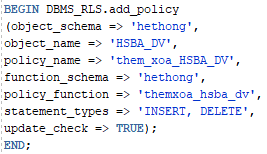 BEGIN DBMS_RLS.add_policy
(object_schema => 'hethong',
object_name => 'HSBA_DV',
policy_name => 'them_xoa_HSBA_DV',
function_schema => 'hethong',
policy_function => 'themxoa_hsba_dv',
statement_types => 'INSERT, DELETE',
update_check => TRUE);
END;